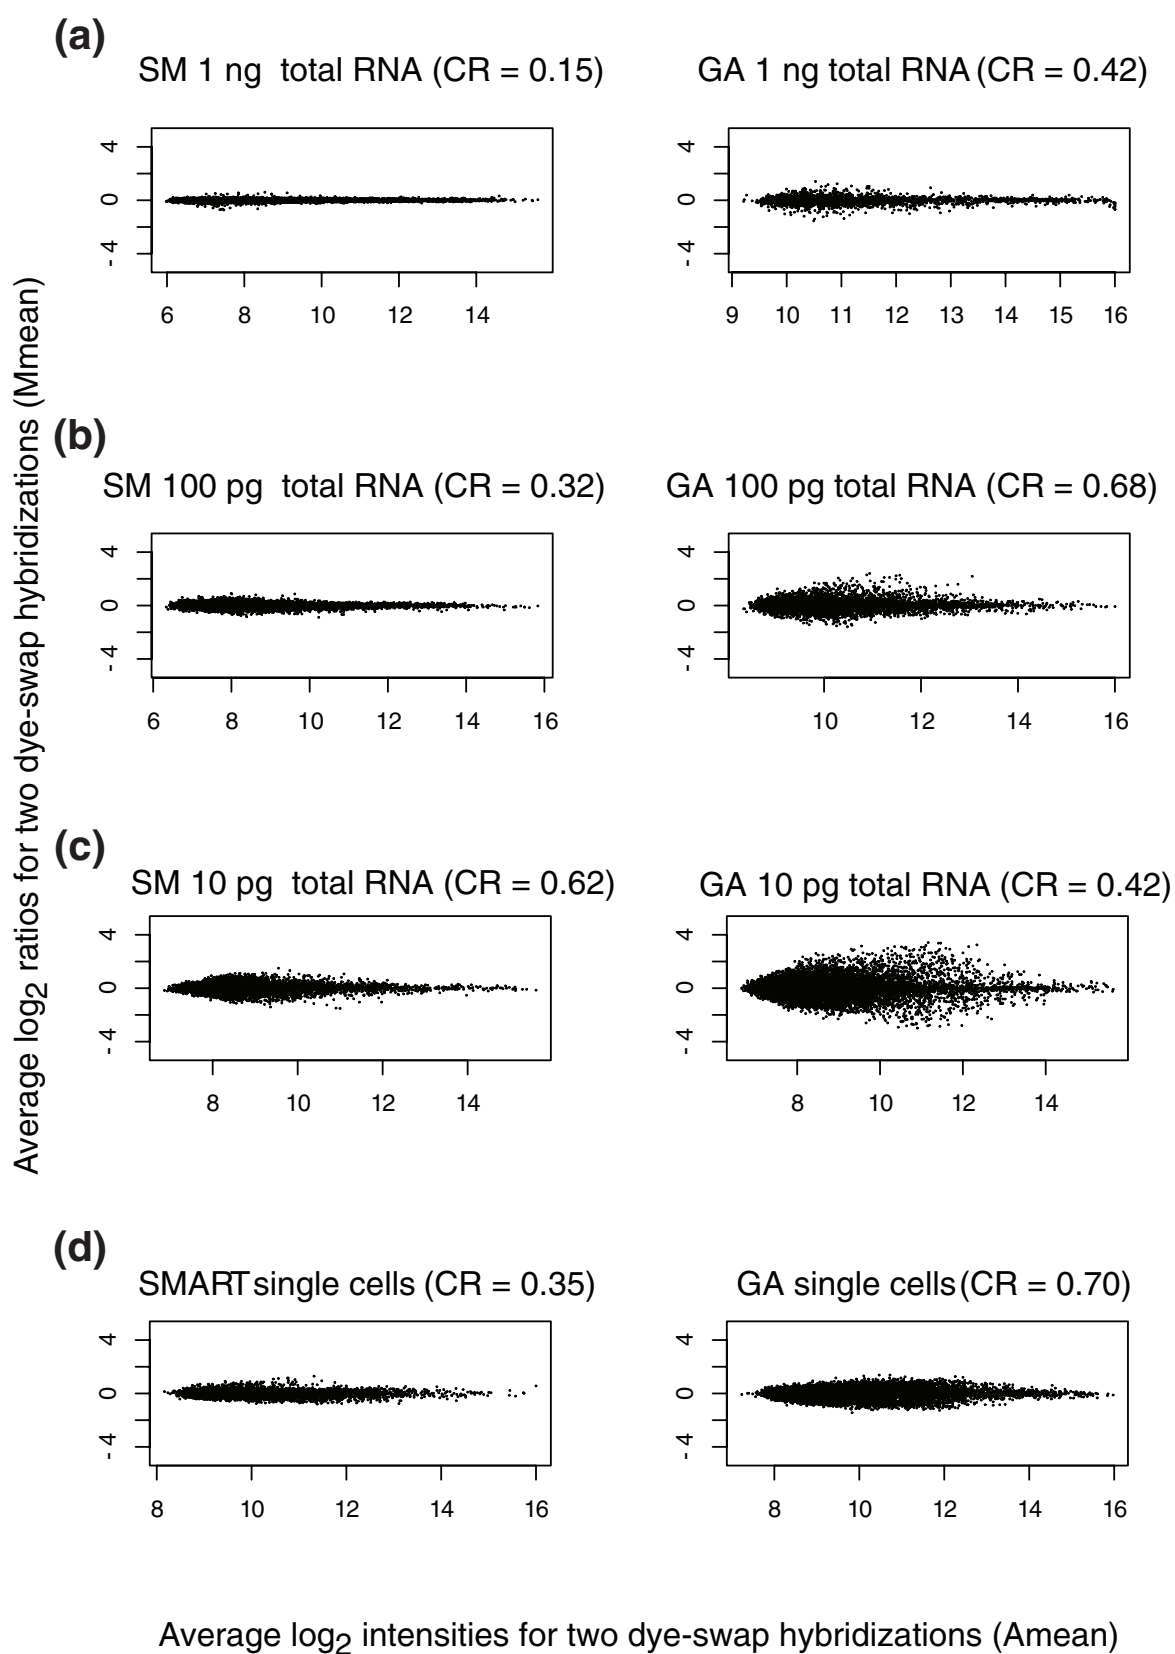 (a)
SM 1 ng total RNA (CR = 0.15)
GA 1 ng total RNA (CR = 0.42)
4
0
- 4
6 8 10 12 14
4
0
- 4
9 10 11 12 13 14 15 16
(b)
SM 100 pg total RNA (CR = 0.32)
GA 100 pg total RNA (CR = 0.68)
4
0
- 4
6 8 10 12 14 16
4
0
- 4
10 12 14 16
(c)
SM 10 pg total RNA (CR = 0.62)
GA 10 pg total RNA (CR = 0.42)
4
0
- 4
8 10 12 14
4
0
- 4
8 10 12 14
(d)
SMART single cells (CR = 0.35)
GA single cells (CR = 0.70)
4
0
- 4
8 10 12 14 16
4
0
- 4
8 10 12 14 16
Average log2 ratios for two dye-swap hybridizations (Mmean)
Average log2 intensities for two dye-swap hybridizations (Amean)